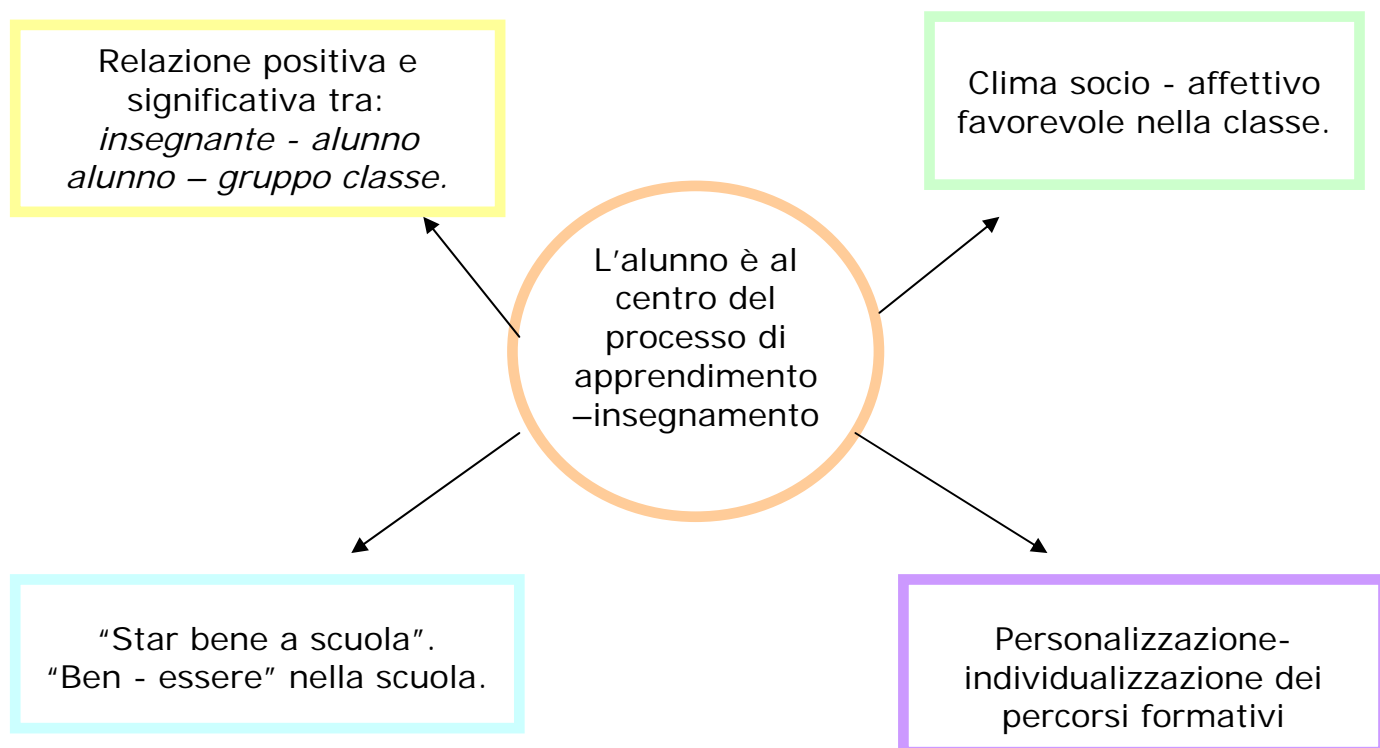 Relazione positiva e
significativa tra:
insegnante - alunno
alunno – gruppo classe.
Clima socio - affettivo
favorevole nella classe.
L’alunno è al
centro del
processo di
apprendimento
–insegnamento
“Star bene a scuola”.
“Ben - essere” nella scuola.
Personalizzazione-
individualizzazione dei
percorsi formativi